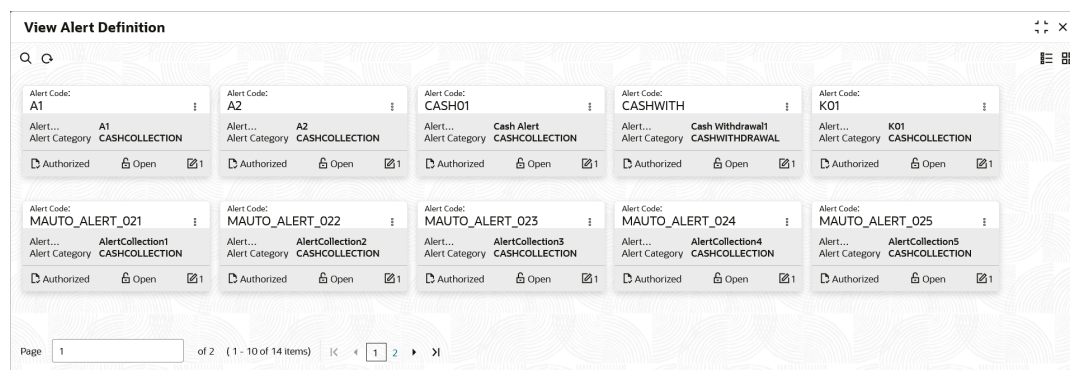 View Alert Definition
Alert Code: Alert Code: Alert Code: Alert Code: Alert Code:
A1 A2 CASH01 CASHWITH K01
Alert... A1 Alert... A2 Alert... Cash Alert Alert... Cash Withdrawal1 Alert... K01
Alert Category CASHCOLLECTION Alert Category CASHCOLLECTION Alert Category CASHCOLLECTION Alert Category CASHWITHDRAWAL Alert Category CASHCOLLECTION
Authorized Open 1 Authorized Open 1 Authorized Open 1 Authorized Open 1 Authorized Open 1
Alert Code: Alert Code: Alert Code: Alert Code: Alert Code:
MAUTO_ALERT_021 MAUTO_ALERT_022 MAUTO_ALERT_023 MAUTO_ALERT_024 MAUTO_ALERT_025
Alert... AlertCollection1 Alert... AlertCollection2 Alert... AlertCollection3 Alert... AlertCollection4 Alert... AlertCollection5
Alert Category CASHCOLLECTION Alert Category CASHCOLLECTION Alert Category CASHCOLLECTION Alert Category CASHCOLLECTION Alert Category CASHCOLLECTION
Authorized Open 1 Authorized Open 1 Authorized Open 1 Authorized Open 1 Authorized Open 1
Page 1 of 2 ( 1 - 10 of 14 items) 1 2